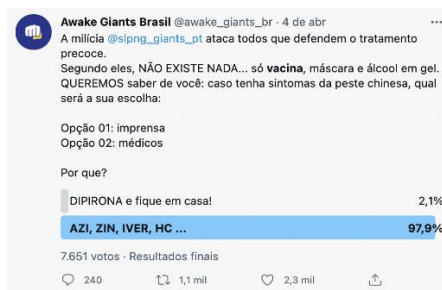 Awake Giants Brasil @awake_giants_br · 4 de abr
A milícia @slpng_giants_pt ataca todos que defendem o tratamento
precoce.
Segundo eles, NÃO EXISTE NADA... só vacina, máscara e álcool em gel.
QUEREMOS saber de você: caso tenha sintomas da peste chinesa, qual
será a sua escolha:
Opção 01: imprensa
Opção 02: médicos
Por que?
DIPIRONA e fique em casa! 2,1%
AZI, ZIN, IVER, HC ... 97,9%
7.651 votos · Resultados finais
240 1,1 mil 2,3 mil